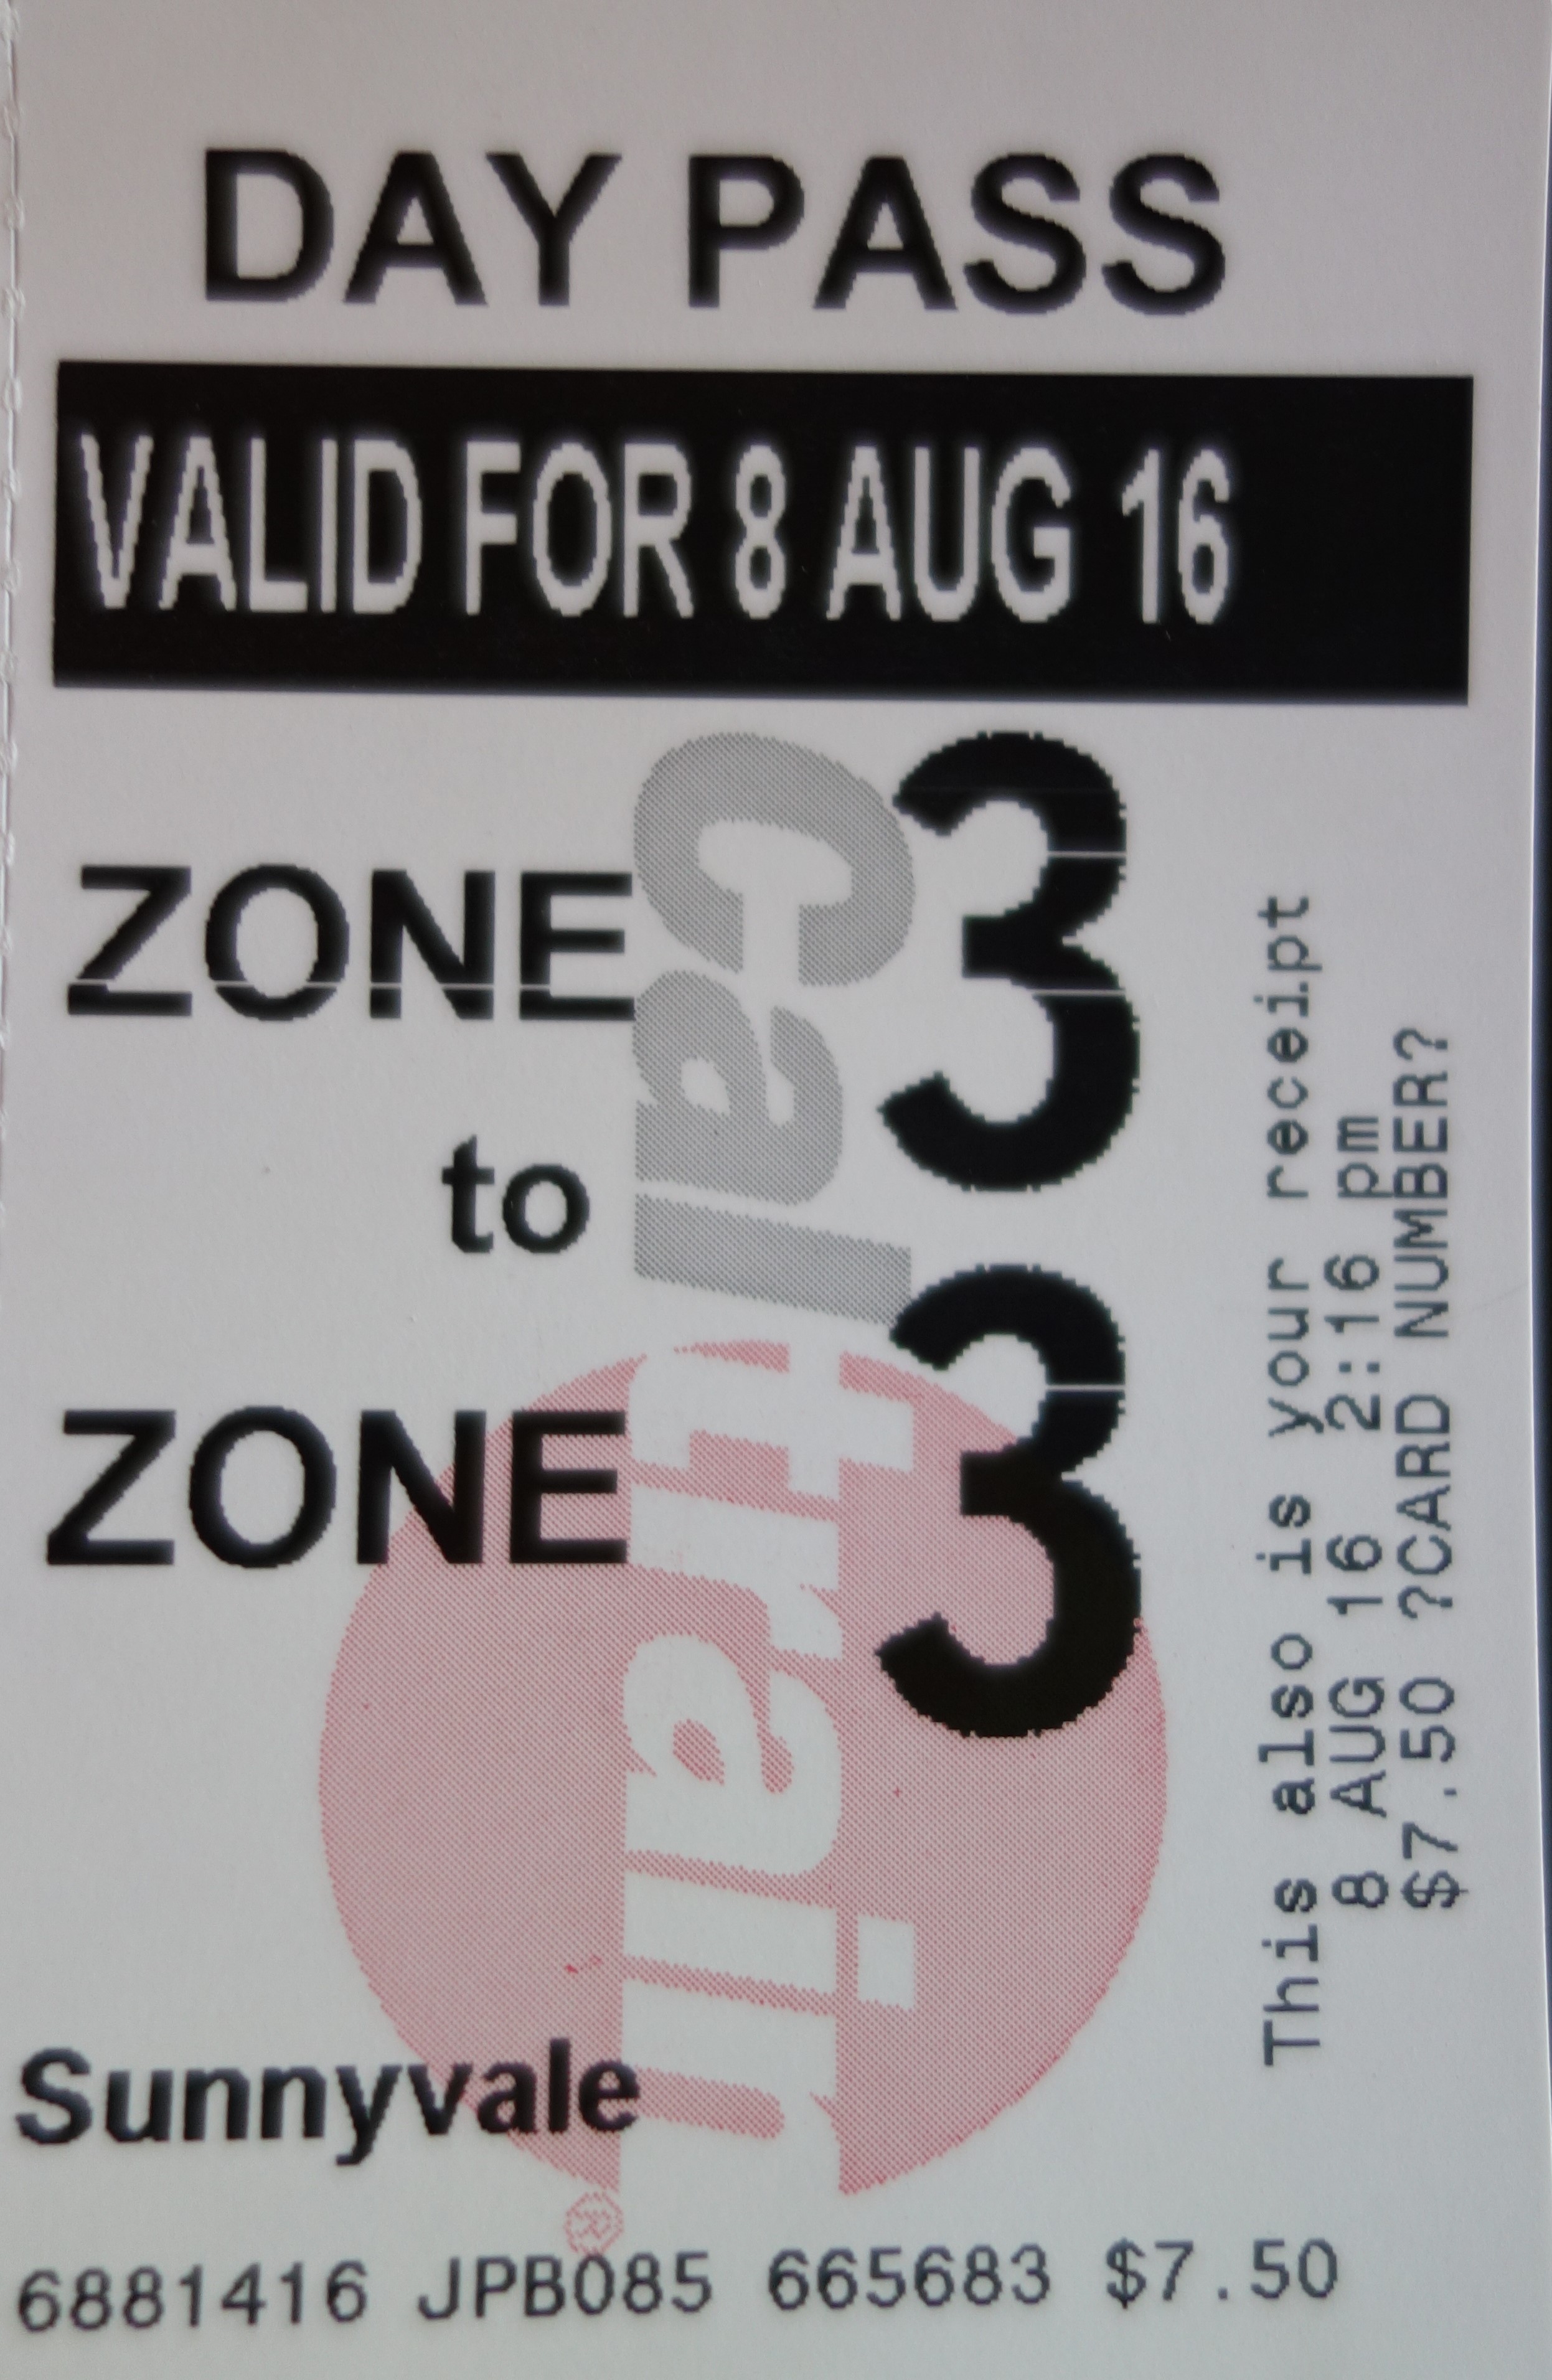 DAY PASS
VALID FOR 8 AUG 16
ZONE 3
to
ZONE 3
Caltrain®
Sunnyvale
6881416 JPB085 665683 $7.50
This also is your receipt
8 AUG 16 2:16 pm
$7.50 ?CARD NUMBER?